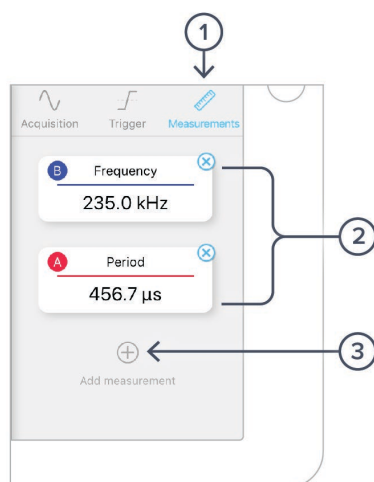 1
Acquisition Trigger Measurements
B Frequency
235.0 kHz
2
A Period
456.7 µs
3
Add measurement